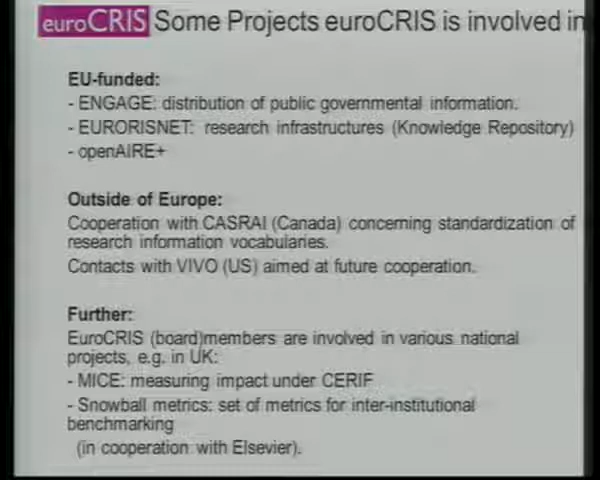 euroCRIS Some Projects euroCRIS is involved in
EU-funded:
- ENGAGE: distribution of public governmental information.
- EURORISNET: research infrastructures (Knowledge Repository)
- openAIRE+
Outside of Europe:
Cooperation with CASRAI (Canada) concerning standardization of
research information vocabularies.
Contacts with VIVO (US) aimed at future cooperation.
Further:
EuroCRIS (board)members are involved in various national
projects, e.g. in UK:
- MICE: measuring impact under CERIF
- Snowball metrics: set of metrics for inter-institutional
benchmarking
(in cooperation with Elsevier).